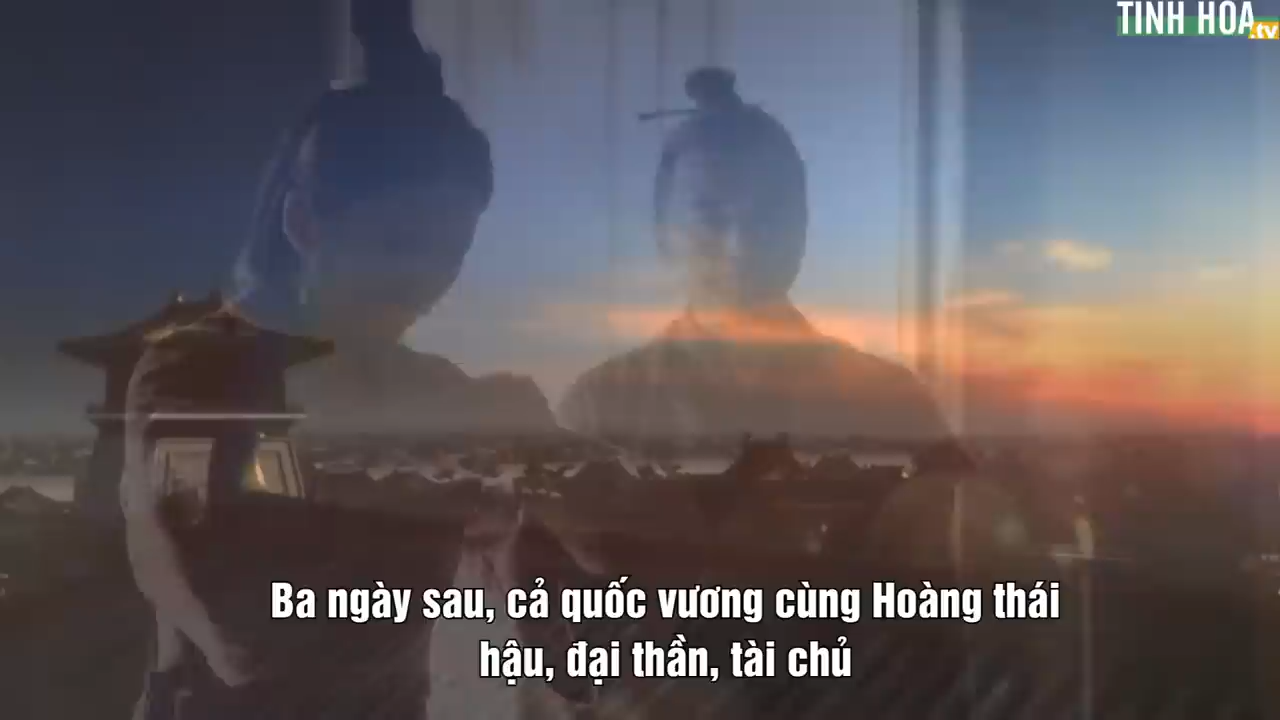 TINH HOA
.tv
Ba ngày sau, cả quốc vương cùng Hoàng thái
hậu, đại thần, tài chủ